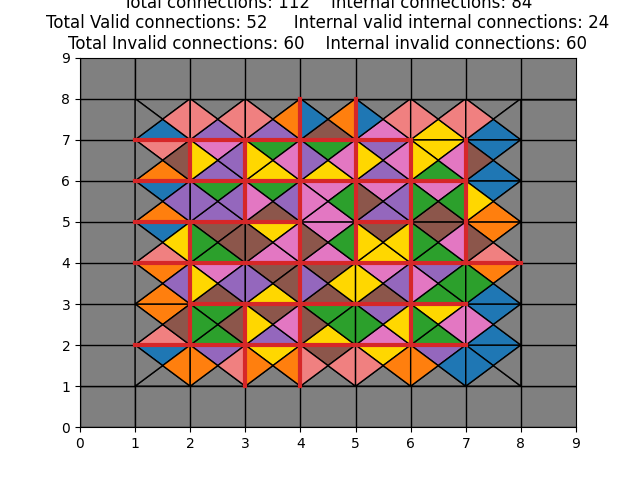 Total connections: 112 Internal connections: 84
Total Valid connections: 52 Internal valid internal connections: 24
Total Invalid connections: 60 Internal invalid connections: 60
9
8
7
6
5
4
3
2
1
0
0 1 2 3 4 5 6 7 8 9